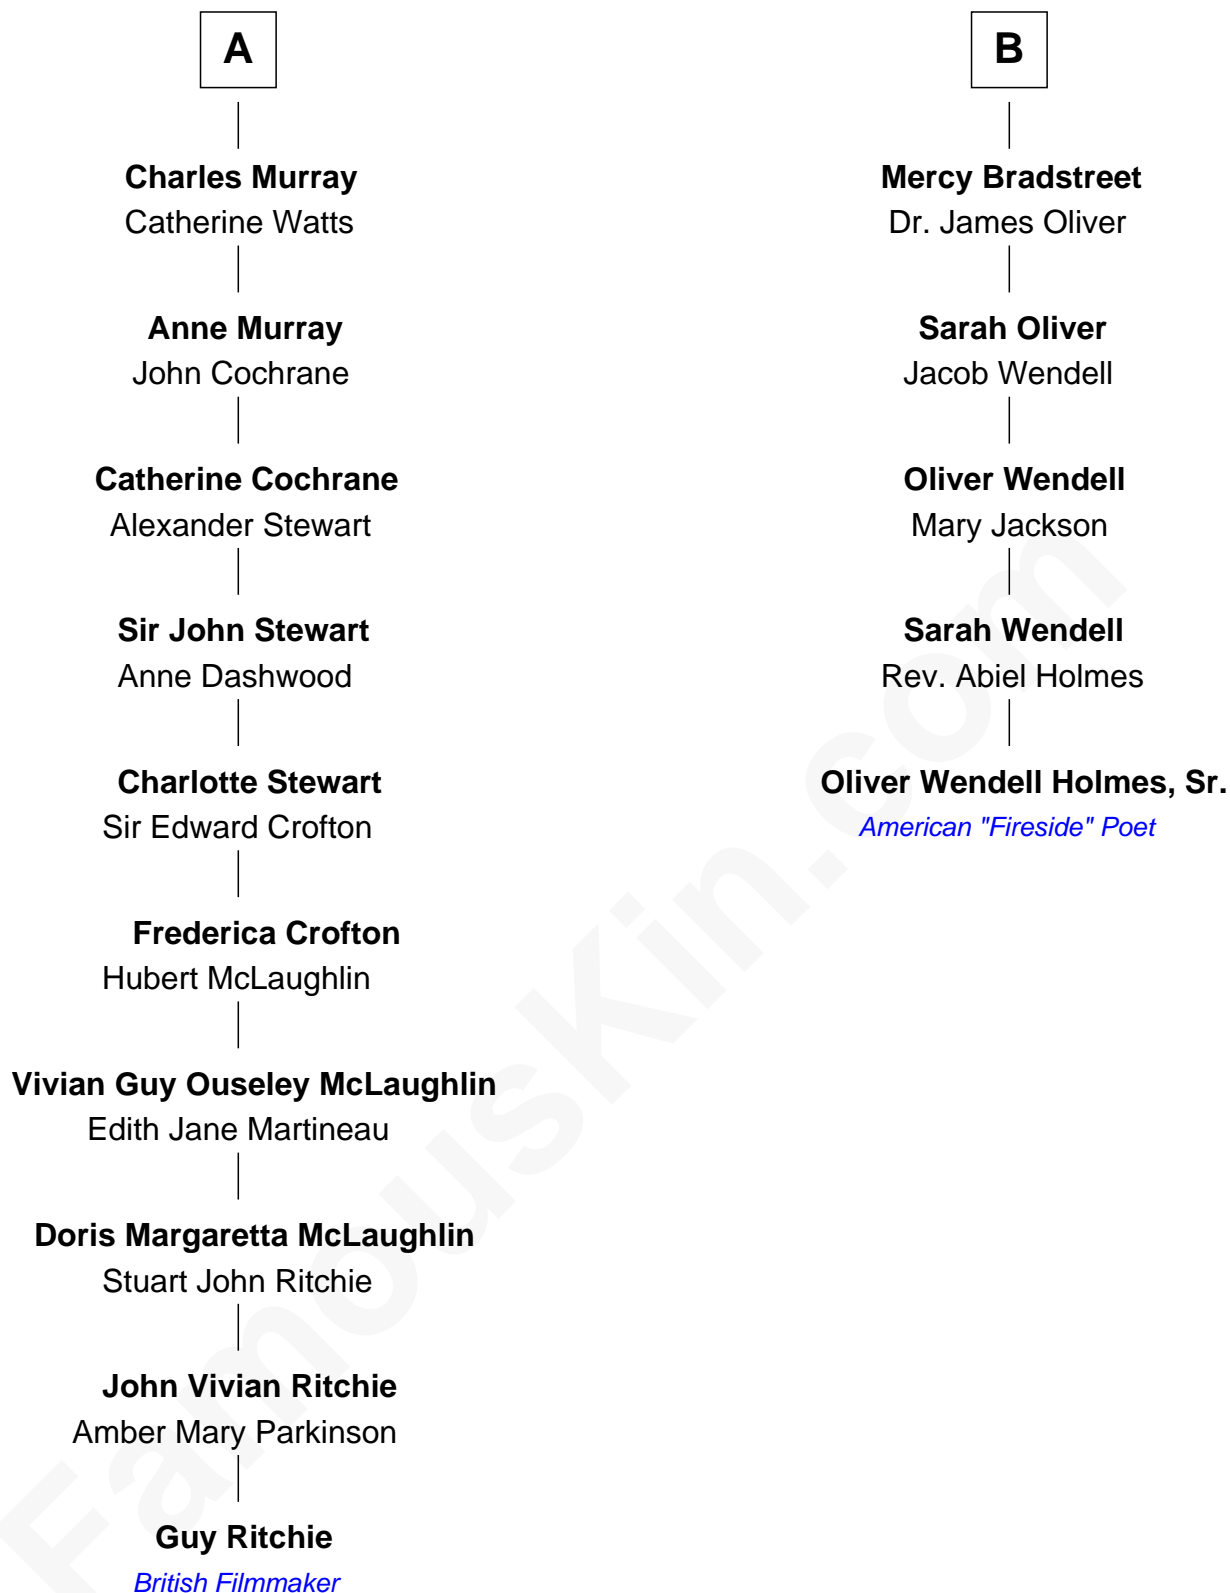 A
Charles Murray
Catherine Watts
Anne Murray
John Cochrane
Catherine Cochrane
Alexander Stewart
Sir John Stewart
Anne Dashwood
Charlotte Stewart
Sir Edward Crofton
Frederica Crofton
Hubert McLaughlin
Vivian Guy Ouseley McLaughlin
Edith Jane Martineau
Doris Margaretta McLaughlin
Stuart John Ritchie
John Vivian Ritchie
Amber Mary Parkinson
Guy Ritchie
British Filmmaker
B
Mercy Bradstreet
Dr. James Oliver
Sarah Oliver
Jacob Wendell
Oliver Wendell
Mary Jackson
Sarah Wendell
Rev. Abiel Holmes
Oliver Wendell Holmes, Sr.
American "Fireside" Poet
FamousKin.com